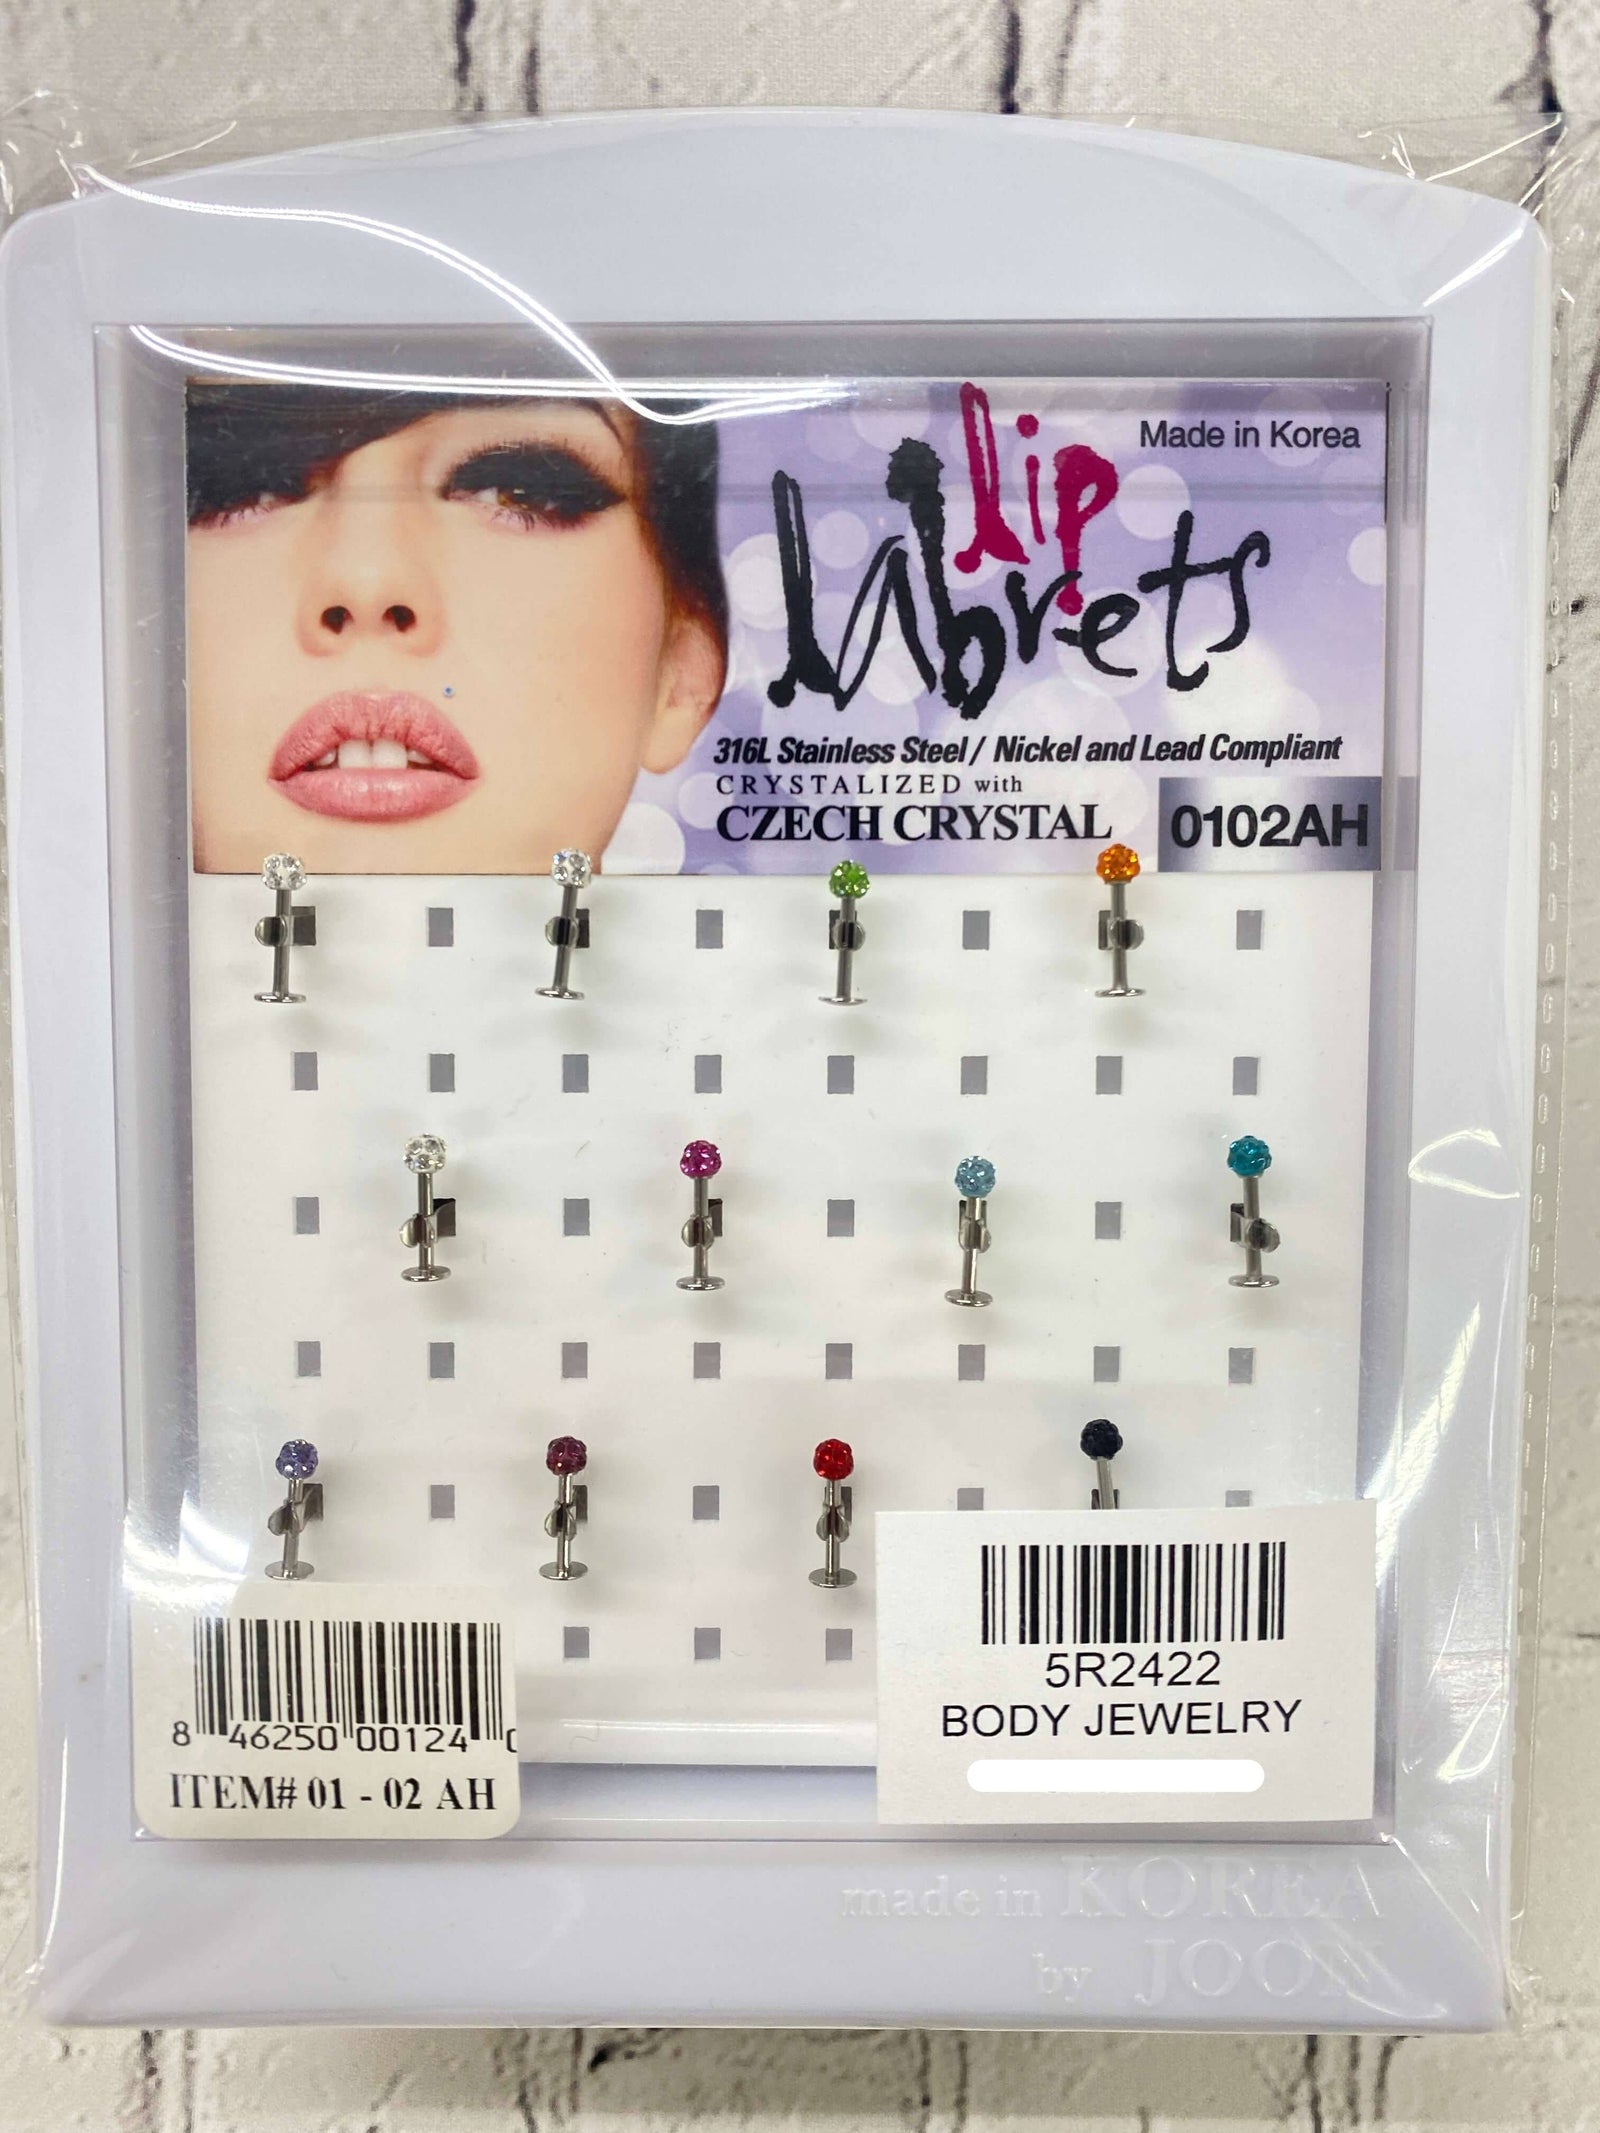 Made in Korea
lip
labrets
316L Stainless Steel / Nickel and Lead Compliant
CRYSTALIZED with
CZECH CRYSTAL
0102AH
5R2422
BODY JEWELRY
8 46250 00124
ITEM# 01 - 02 AH
made in KOREA
by JOON